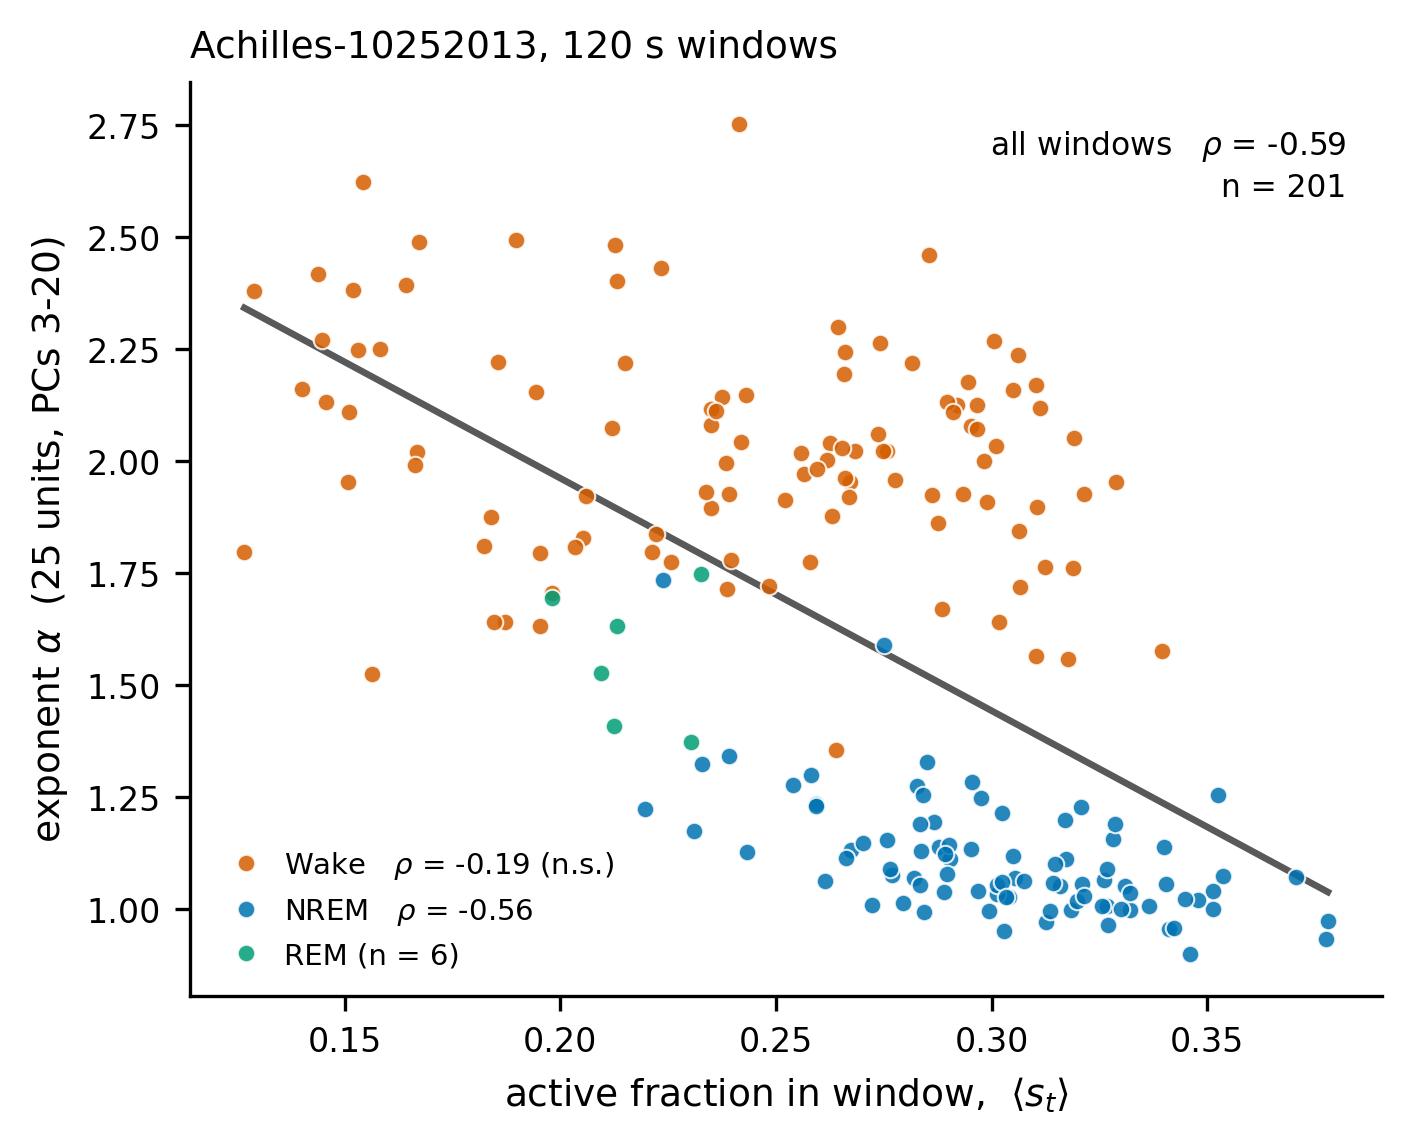 Achilles-10252013, 120 s windows
all windows ρ = -0.59
n = 201
exponent α (25 units, PCs 3-20)
2.75
2.50
2.25
2.00
1.75
1.50
1.25
1.00
Wake ρ = -0.19 (n.s.)
NREM ρ = -0.56
REM (n = 6)
0.15 0.20 0.25 0.30 0.35
active fraction in window, ⟨s_t⟩